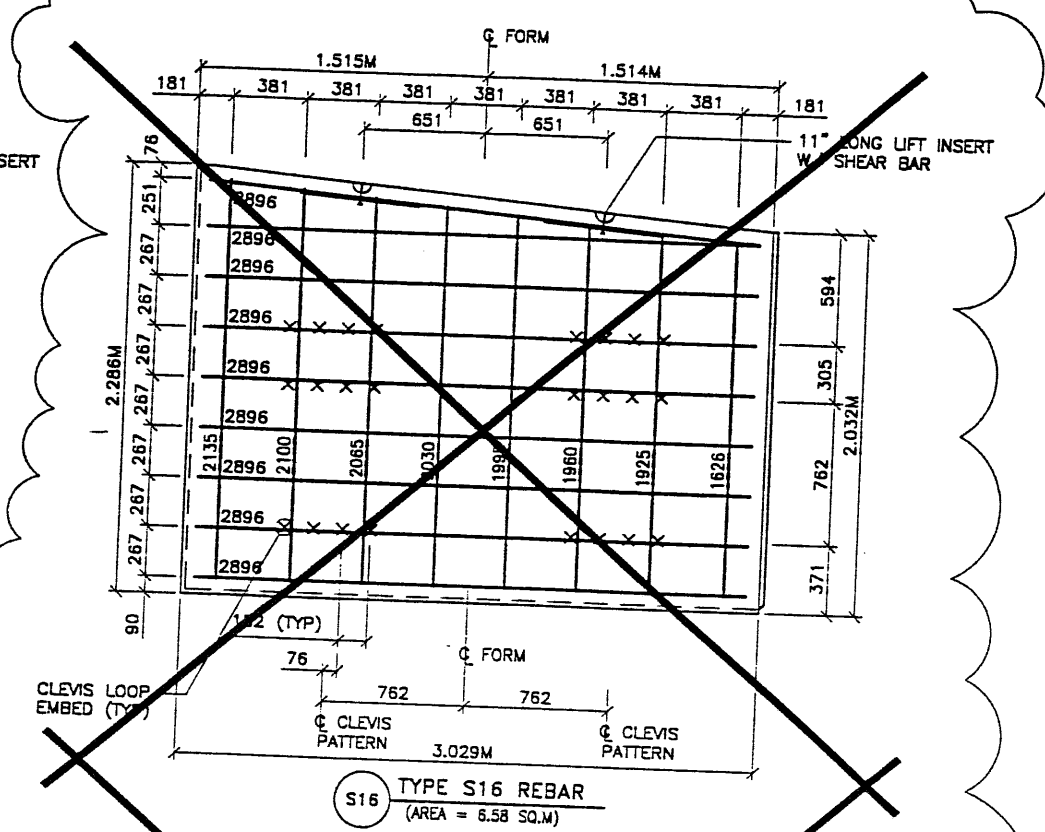 ℄ FORM
1.515M
1.514M
181
381
381
381
381
381
381
381
181
651
651
11" LONG LIFT INSERT
SHEAR BAR
SERT
76
251
267
267
267
267
267
267
267
90
2.286M
2896
2896
2896
2896
2896
2896
2896
2896
2896
2135
2100
2065
1960
1925
1626
594
305
762
371
2.032M
(TYP)
76
℄ FORM
762
762
CLEVIS LOOP
EMBED
℄ CLEVIS
PATTERN
℄ CLEVIS
PATTERN
3.029M
S16
TYPE S16 REBAR
(AREA = 6.58 SQ.M)